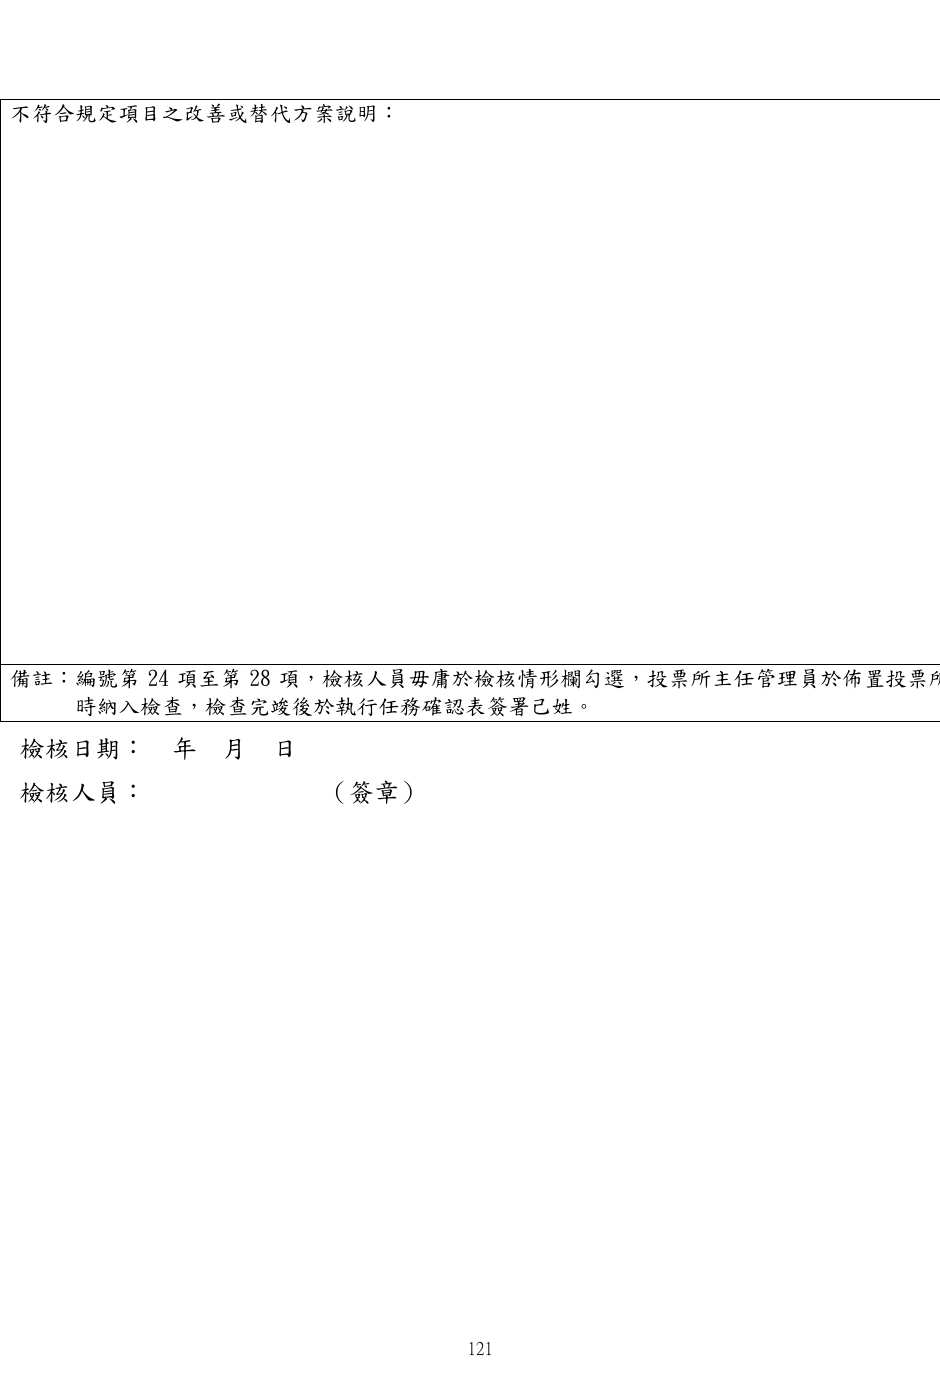 不符合規定項目之改善或替代方案說明：
備註：編號第 24 項至第 28 項，檢核人員毋庸於檢核情形欄勾選，投票所主任管理員於佈置投票所
時納入檢查，檢查完竣後於執行任務確認表簽署己姓。
檢核日期：　年　月　日
檢核人員：　　　　　　　（簽章）
121